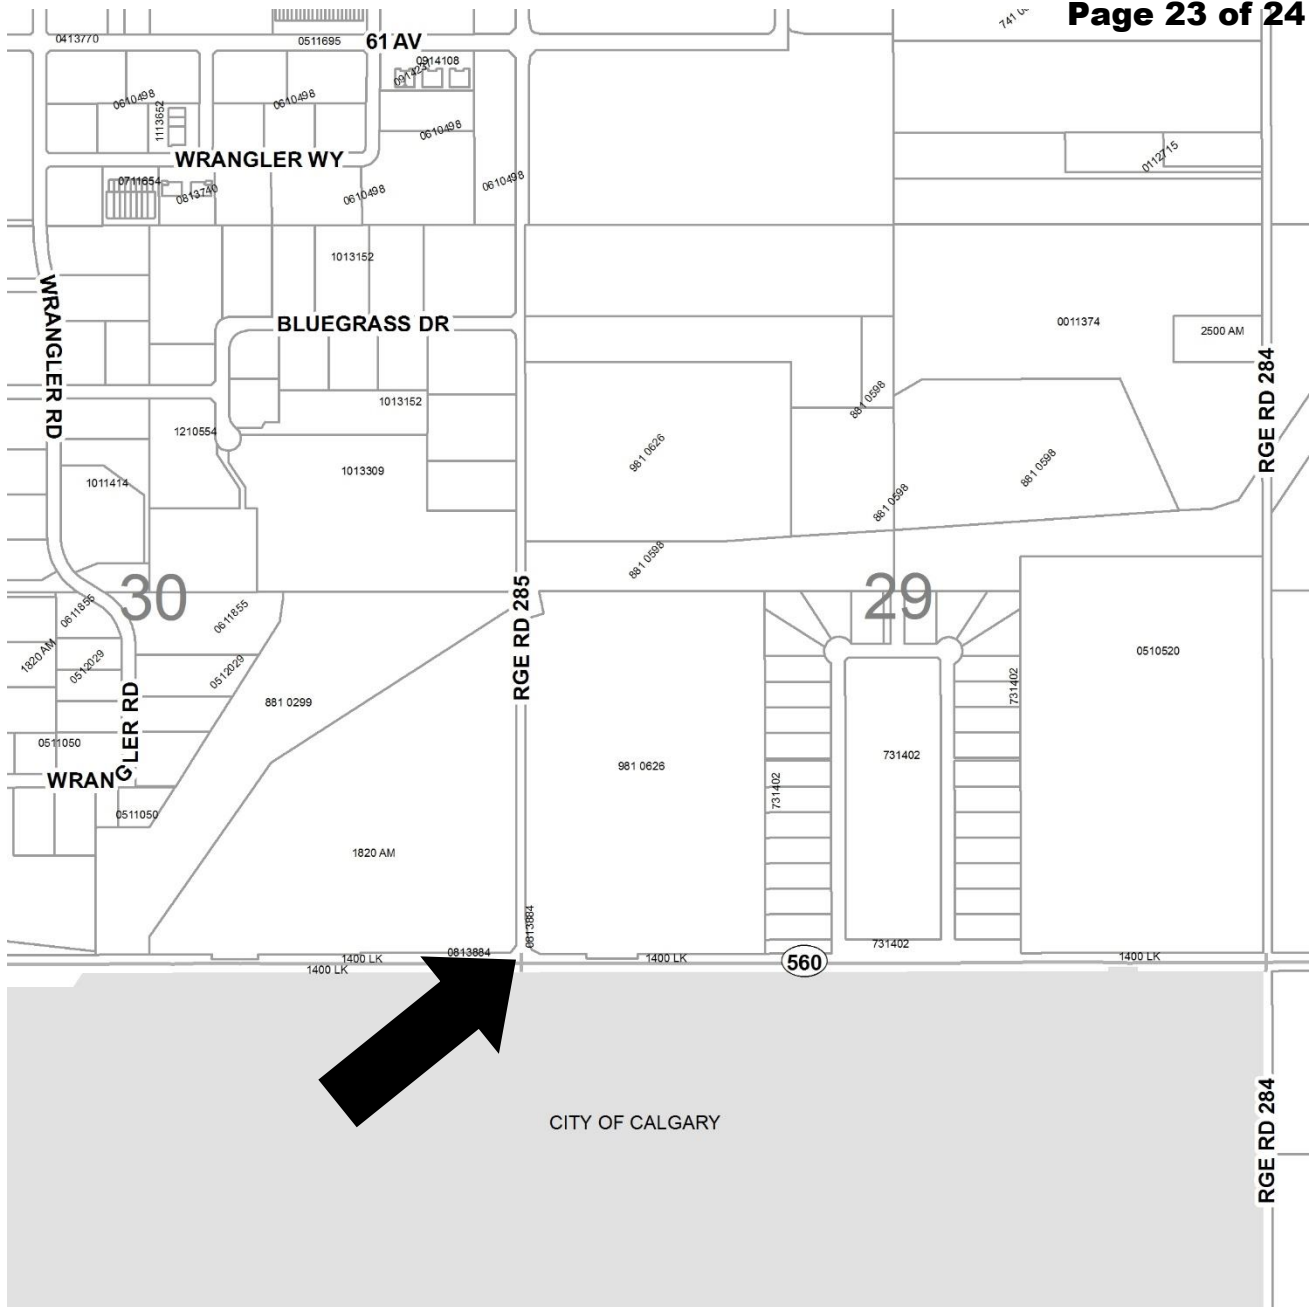 Page 23 of 24
0413770
0511695
61 AV
0914108
0610498
0610498
1113652
0610498
WRANGLER WY
0711654
0813740
0610498
0610498
0112715
1013152
WRANGLER RD
BLUEGRASS DR
0011374
2500 AM
RGE RD 284
881 0598
1013152
1210554
981 0626
1013309
881 0598
881 0598
1011414
881 0598
30
RGE RD 285
29
0611855
0611855
1820 AM
0512029
0512029
0510520
731402
881 0299
WRANGLER RD
0511050
WRAN
981 0626
731402
731402
0511050
1820 AM
0813884
731402
0813884
1400 LK
1400 LK
1400 LK
560
1400 LK
CITY OF CALGARY
RGE RD 284